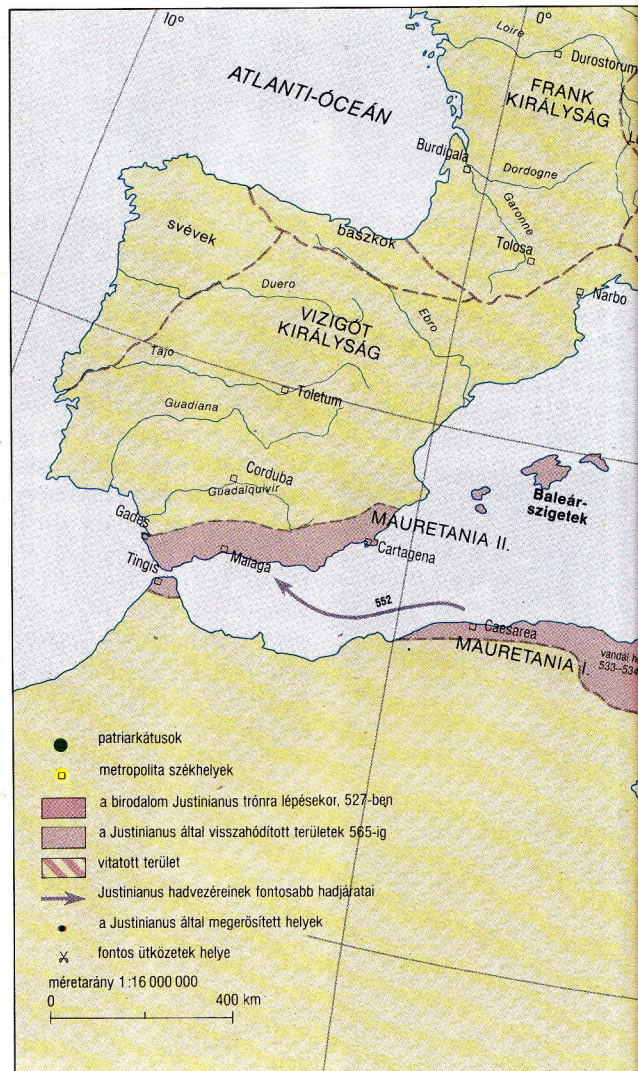 10°
0°
Loire
Durostorum
ATLANTI-ÓCEÁN
FRANK
KIRÁLYSÁG
Burdigala
Dordogne
Garonne
svévek
baszkok
Tolosa
Narbo
Duero
VIZIGÓT
KIRÁLYSÁG
Ebro
Tajo
Toletum
Guadiana
Corduba
Guadalquivir
Baleár-
szigetek
Gades
MAURETANIA II.
Malaga
Cartagena
Tingis
552
Caesarea
MAURETANIA I.
vandál h
533–534
patriarkátusok
metropolita székhelyek
a birodalom Justinianus trónra lépésekor, 527-ben
a Justinianus által visszahódított területek 565-ig
vitatott terület
Justinianus hadvezéreinek fontosabb hadjáratai
a Justinianus által megerősített helyek
fontos ütközetek helye
méretarány 1:16 000 000
0 400 km